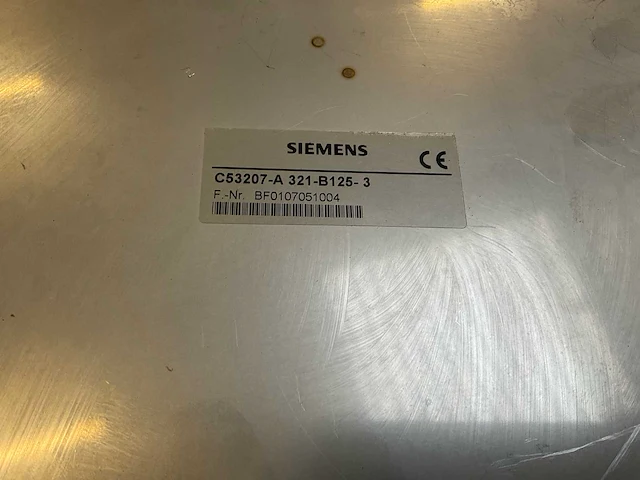 SIEMENS
CE
C53207-A 321-B125- 3
F.-Nr. BF0107051004